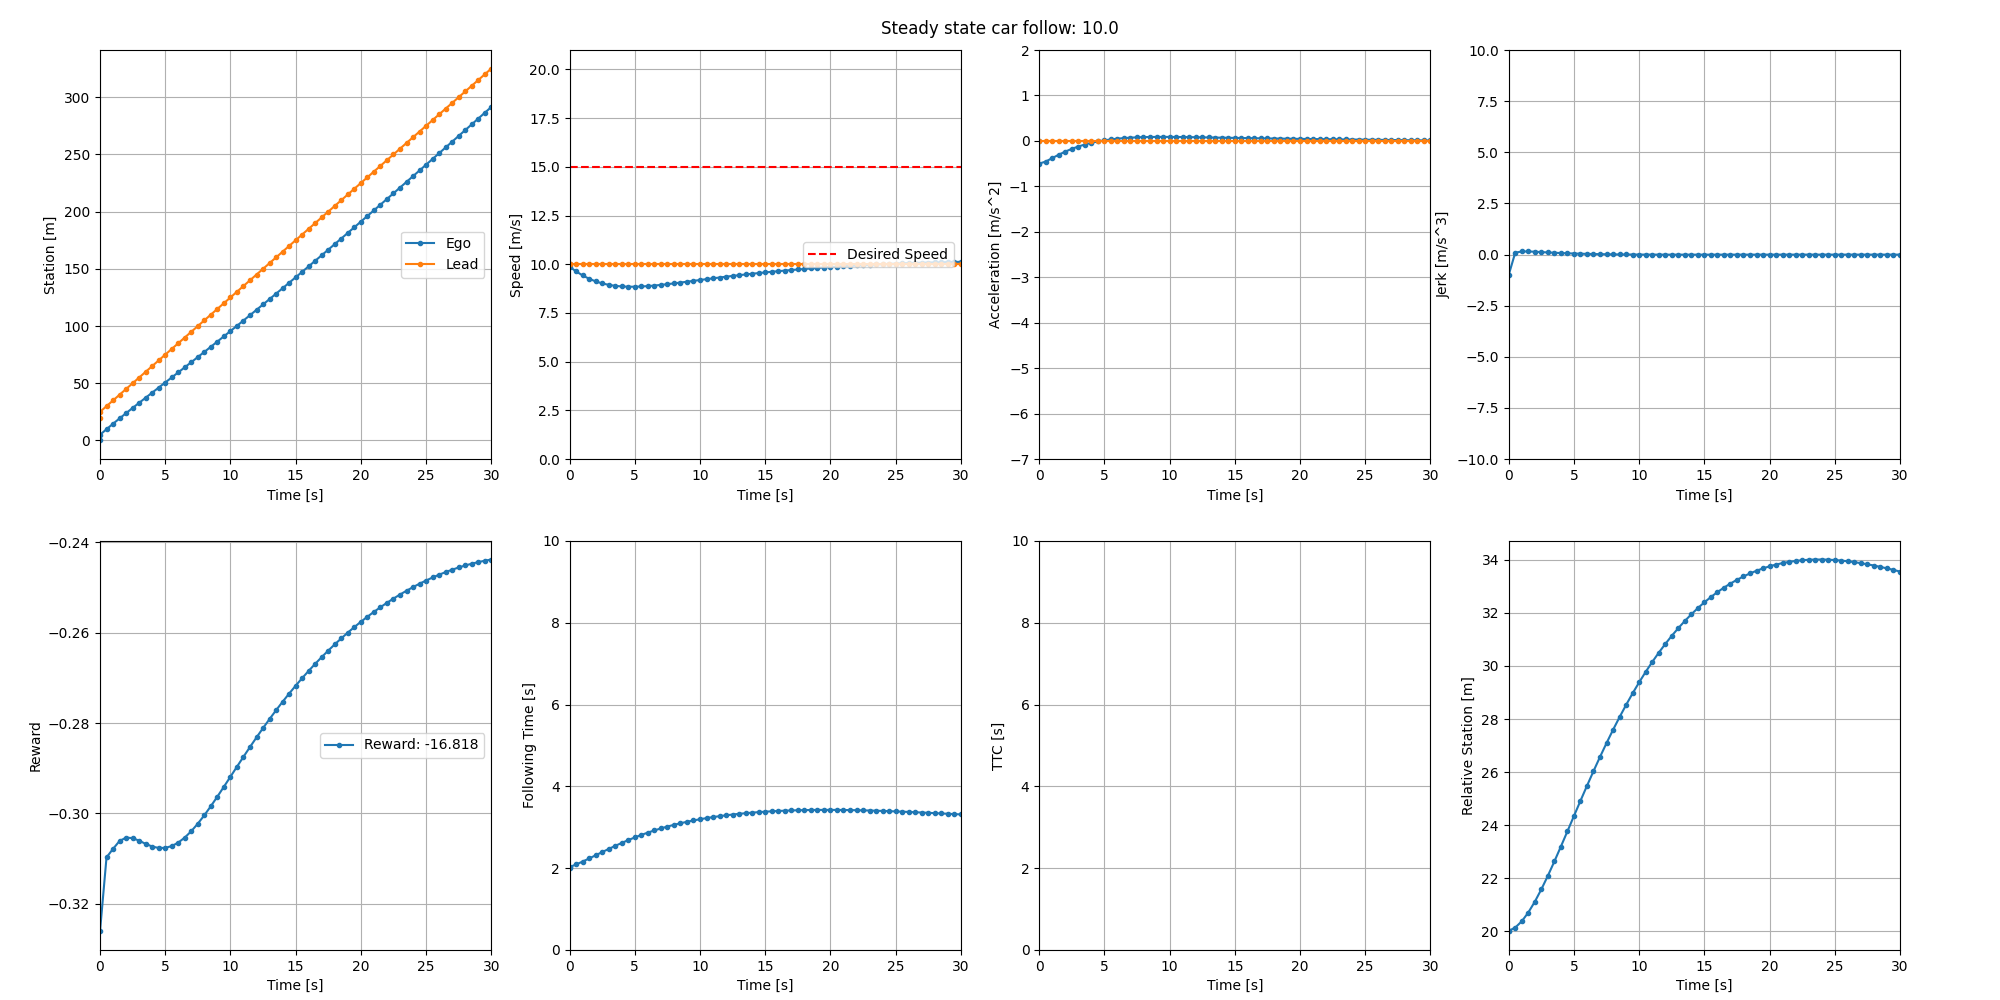 Steady state car follow: 10.0
Station [m]
300
250
200
150
100
50
0
Ego
Lead
0 5 10 15 20 25 30
Time [s]
Speed [m/s]
20.0
17.5
15.0
12.5
10.0
7.5
5.0
2.5
0.0
Desired Speed
0 5 10 15 20 25 30
Time [s]
Acceleration [m/s^2]
2
1
0
−1
−2
−3
−4
−5
−6
−7
0 5 10 15 20 25 30
Time [s]
Jerk [m/s^3]
10.0
7.5
5.0
2.5
0.0
−2.5
−5.0
−7.5
−10.0
0 5 10 15 20 25 30
Time [s]
Reward
−0.24
−0.26
−0.28
−0.30
−0.32
Reward: -16.818
0 5 10 15 20 25 30
Time [s]
Following Time [s]
10
8
6
4
2
0
0 5 10 15 20 25 30
Time [s]
TTC [s]
10
8
6
4
2
0
0 5 10 15 20 25 30
Time [s]
Relative Station [m]
34
32
30
28
26
24
22
20
0 5 10 15 20 25 30
Time [s]